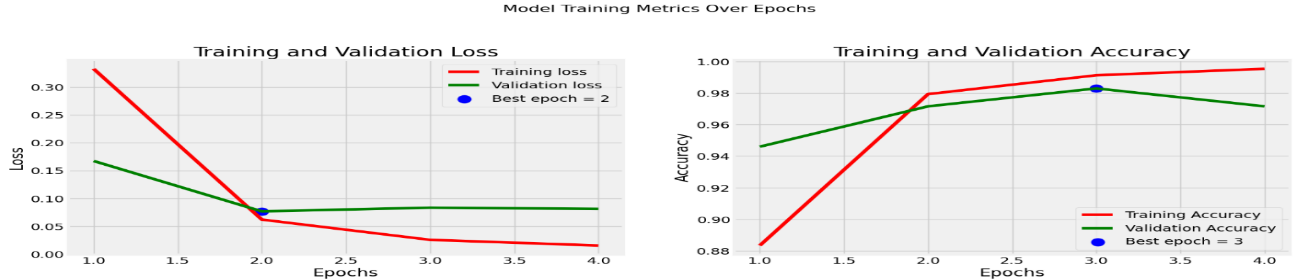 Model Training Metrics Over Epochs
Training and Validation Loss
Training loss
Validation loss
Best epoch = 2
0.30
0.25
0.20
0.15
0.10
0.05
0.00
Loss
1.0 1.5 2.0 2.5 3.0 3.5 4.0
Epochs
Training and Validation Accuracy
1.00
0.98
0.96
0.94
0.92
0.90
0.88
Accuracy
Training Accuracy
Validation Accuracy
Best epoch = 3
1.0 1.5 2.0 2.5 3.0 3.5 4.0
Epochs